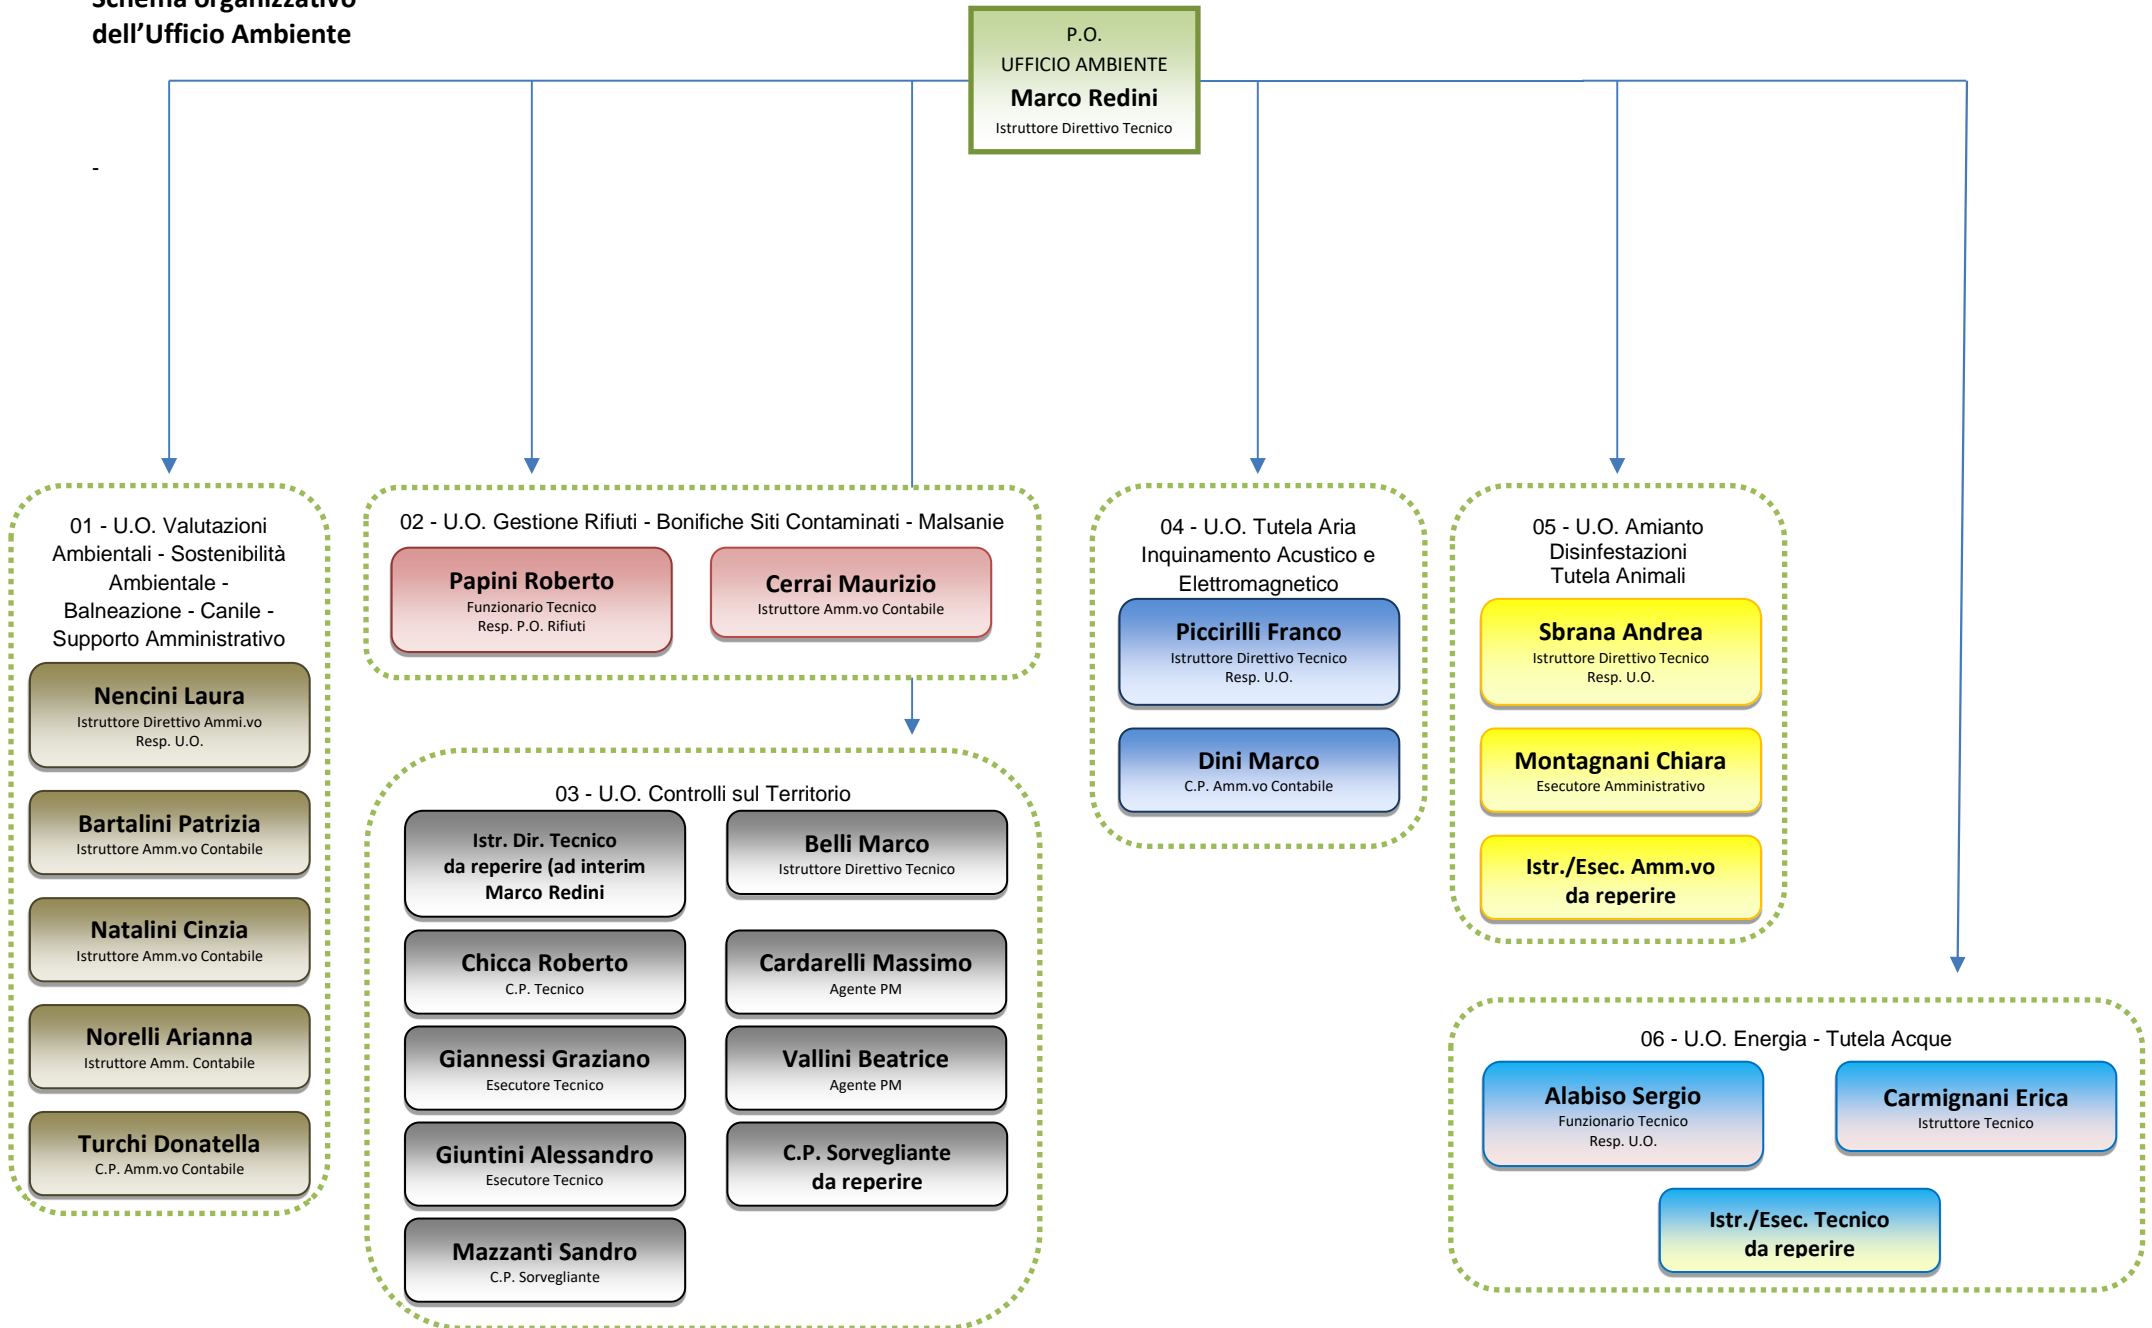 Schema organizzativo
dell’Ufficio Ambiente
P.O.
UFFICIO AMBIENTE
Marco Redini
Istruttore Direttivo Tecnico
-
01 - U.O. Valutazioni
Ambientali - Sostenibilità
Ambientale -
Balneazione - Canile -
Supporto Amministrativo
Nencini Laura
Istruttore Direttivo Ammi.vo
Resp. U.O.
Bartalini Patrizia
Istruttore Amm.vo Contabile
Natalini Cinzia
Istruttore Amm.vo Contabile
Norelli Arianna
Istruttore Amm. Contabile
Turchi Donatella
C.P. Amm.vo Contabile
02 - U.O. Gestione Rifiuti - Bonifiche Siti Contaminati - Malsanie
Papini Roberto
Funzionario Tecnico
Resp. P.O. Rifiuti
Cerrai Maurizio
Istruttore Amm.vo Contabile
03 - U.O. Controlli sul Territorio
Istr. Dir. Tecnico
da reperire (ad interim
Marco Redini
Belli Marco
Istruttore Direttivo Tecnico
Chicca Roberto
C.P. Tecnico
Cardarelli Massimo
Agente PM
Giannessi Graziano
Esecutore Tecnico
Vallini Beatrice
Agente PM
Giuntini Alessandro
Esecutore Tecnico
C.P. Sorvegliante
da reperire
Mazzanti Sandro
C.P. Sorvegliante
04 - U.O. Tutela Aria
Inquinamento Acustico e
Elettromagnetico
Piccirilli Franco
Istruttore Direttivo Tecnico
Resp. U.O.
Dini Marco
C.P. Amm.vo Contabile
05 - U.O. Amianto
Disinfestazioni
Tutela Animali
Sbrana Andrea
Istruttore Direttivo Tecnico
Resp. U.O.
Montagnani Chiara
Esecutore Amministrativo
Istr./Esec. Amm.vo
da reperire
06 - U.O. Energia - Tutela Acque
Alabiso Sergio
Funzionario Tecnico
Resp. U.O.
Carmignani Erica
Istruttore Tecnico
Istr./Esec. Tecnico
da reperire